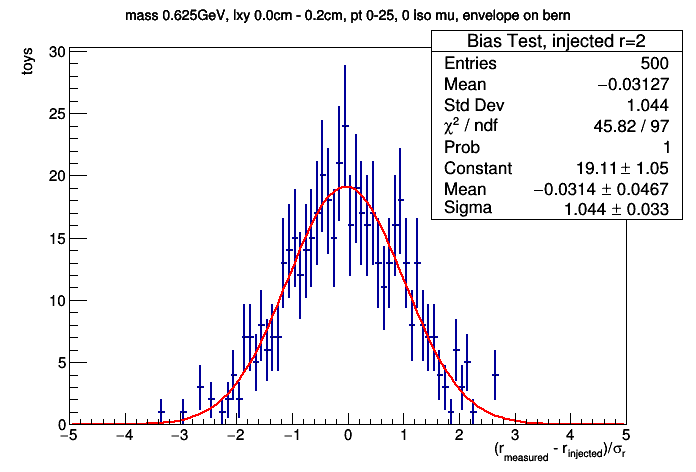 mass 0.625GeV, lxy 0.0cm - 0.2cm, pt 0-25, 0 iso mu, envelope on bern
Bias Test, injected r=2
Entries 500
Mean −0.03127
Std Dev 1.044
χ² / ndf 45.82 / 97
Prob 1
Constant 19.11 ± 1.05
Mean −0.0314 ± 0.0467
Sigma 1.044 ± 0.033
toys
30
25
20
15
10
5
0
−5 −4 −3 −2 −1 0 1 2 3 4 5
(r_measured - r_injected)/σ_r